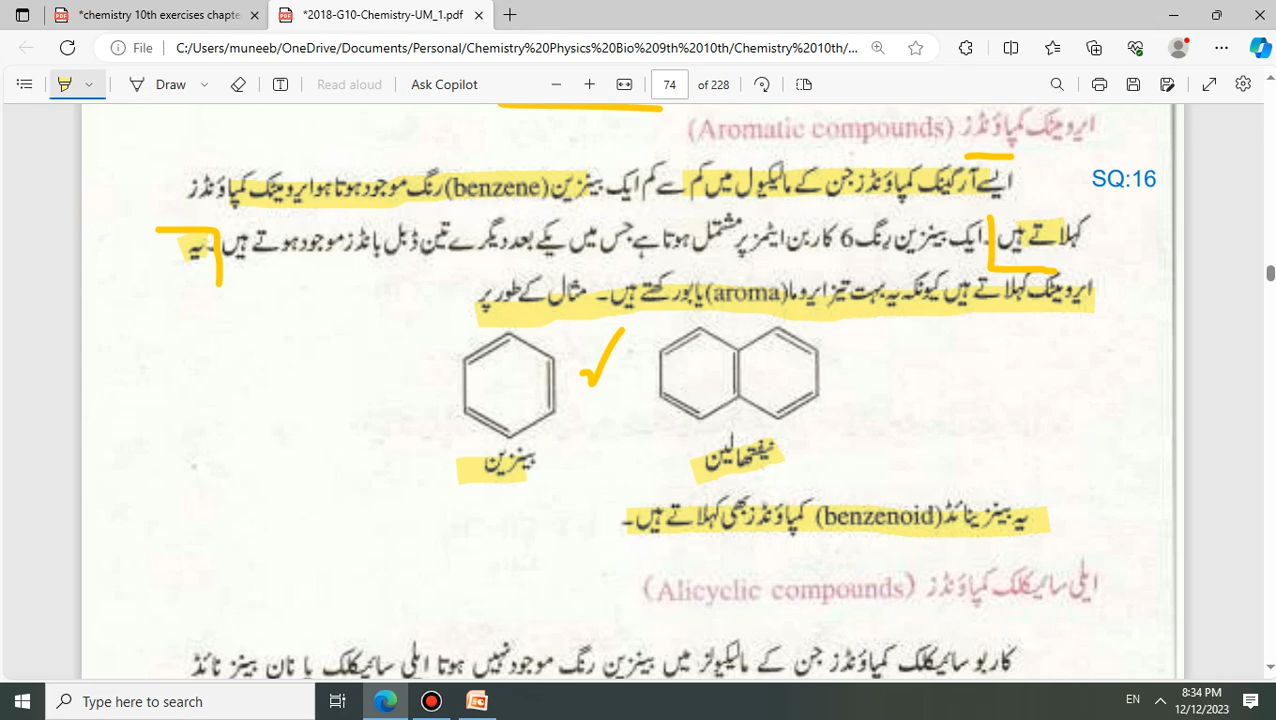 *chemistry 10th exercises chapte
*2018-G10-Chemistry-UM_1.pdf
File
C:/Users/muneeb/OneDrive/Documents/Personal/Chemistry%20Physics%20Bio%209th%2010th/Chemistry%2010th/...
Draw
Read aloud
Ask Copilot
74 of 228
ایرومیٹک کمپاؤنڈز (Aromatic compounds)
ایسے آرگینک کمپاؤنڈز جن کے مالیکیول میں کم سے کم ایک بینزین (benzene) رنگ موجود ہوتا ہو ایرومیٹک کمپاؤنڈز
SQ:16
کہلاتے ہیں۔ ایک بینزین رنگ 6 کاربن ایٹمز پر مشتمل ہوتا ہے جس میں یکے بعد دیگرے تین ڈبل بانڈز موجود ہوتے ہیں۔ یہ
ایرومیٹک کہلاتے ہیں کیونکہ یہ بہت تیز ایروما (aroma) یا بو رکھتے ہیں۔ مثال کے طور پر
بینزین
نیفتھالین
یہ بینزینائڈ (benzenoid) کمپاؤنڈز بھی کہلاتے ہیں۔
ایلی سائیکلک کمپاؤنڈز (Alicyclic compounds)
کاربوسائیکلک کمپاؤنڈز جن کے مالیکیولز میں بینزین رنگ موجود نہیں ہوتا ایلی سائیکلک یا نان بینز نائڈ
Type here to search
EN
8:34 PM
12/12/2023